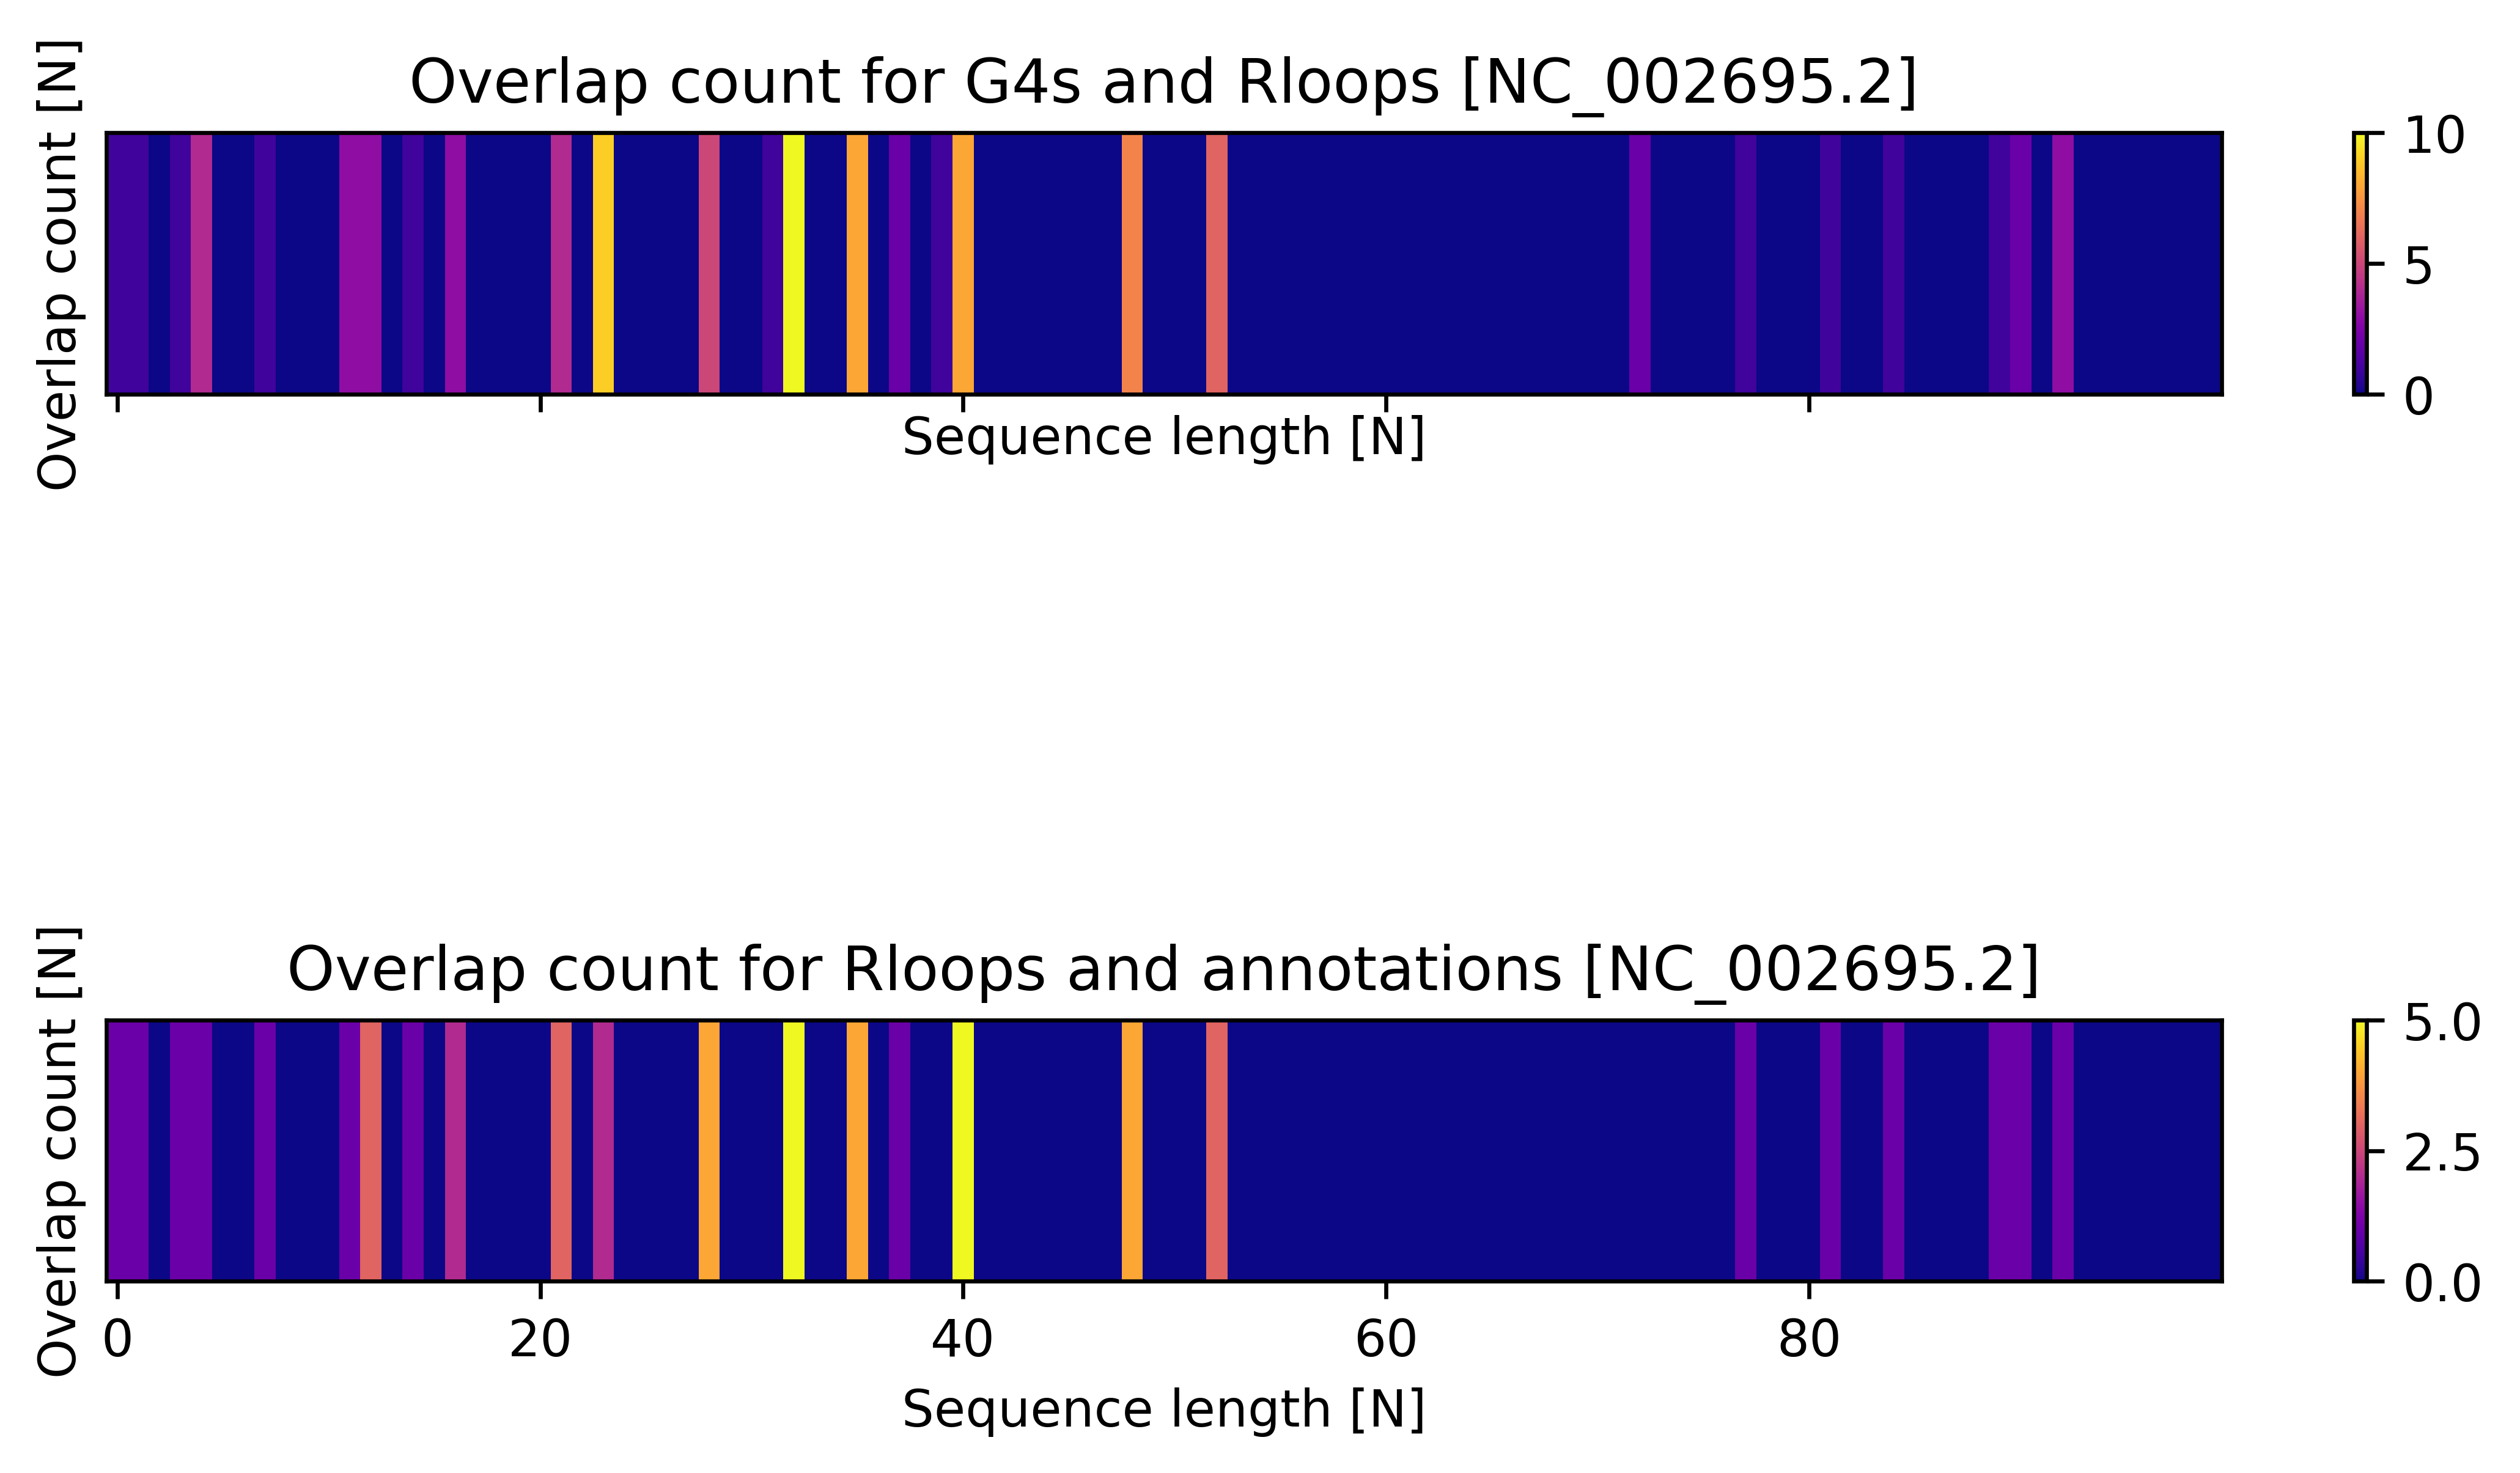 Overlap count for G4s and Rloops [NC_002695.2]
Overlap count [N]
10
5
0
Sequence length [N]
Overlap count for Rloops and annotations [NC_002695.2]
Overlap count [N]
5.0
2.5
0.0
0 20 40 60 80
Sequence length [N]